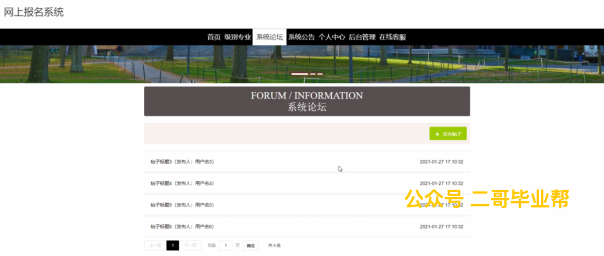 网上报名系统
首页 级别专业 系统论坛 系统公告 个人中心 后台管理 在线客服
FORUM / INFORMATION
系统论坛
+ 发布帖子
帖子标题3（发布人：用户名3） 2021-01-27 17:10:32
帖子标题4（发布人：用户名4） 2021-01-27 17:10:32
公众号 二哥毕业帮
帖子标题5（发布人：用户名5） 2021-01-27 17:10:32
帖子标题6（发布人：用户名6） 2021-01-27 17:10:32
上一页 1 下一页 到第 1 页 确定 共 4 条